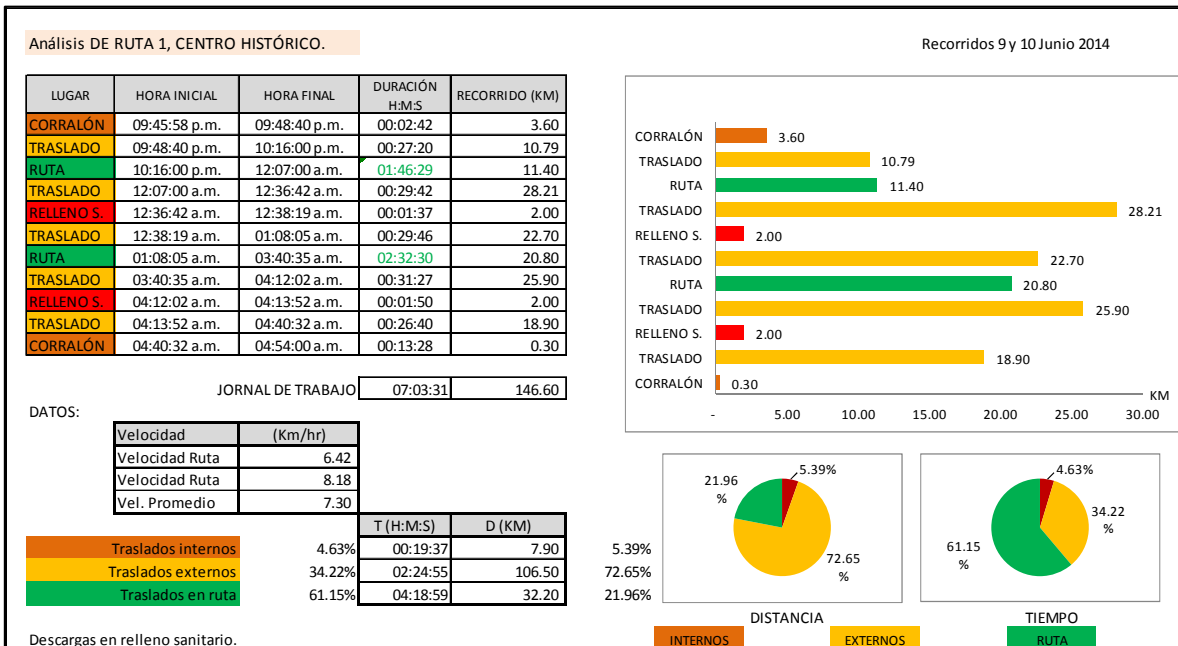 Análisis DE RUTA 1, CENTRO HISTÓRICO.
Recorridos 9 y 10 Junio 2014
LUGAR HORA INICIAL HORA FINAL DURACIÓN H:M:S RECORRIDO (KM)
CORRALÓN 09:45:58 p.m. 09:48:40 p.m. 00:02:42 3.60
TRASLADO 09:48:40 p.m. 10:16:00 p.m. 00:27:20 10.79
RUTA 10:16:00 p.m. 12:07:00 a.m. 01:46:29 11.40
TRASLADO 12:07:00 a.m. 12:36:42 a.m. 00:29:42 28.21
RELLENO S. 12:36:42 a.m. 12:38:19 a.m. 00:01:37 2.00
TRASLADO 12:38:19 a.m. 01:08:05 a.m. 00:29:46 22.70
RUTA 01:08:05 a.m. 03:40:35 a.m. 02:32:30 20.80
TRASLADO 03:40:35 a.m. 04:12:02 a.m. 00:31:27 25.90
RELLENO S. 04:12:02 a.m. 04:13:52 a.m. 00:01:50 2.00
TRASLADO 04:13:52 a.m. 04:40:32 a.m. 00:26:40 18.90
CORRALÓN 04:40:32 a.m. 04:54:00 a.m. 00:13:28 0.30
JORNAL DE TRABAJO 07:03:31 146.60
DATOS:
Velocidad (Km/hr)
Velocidad Ruta 6.42
Velocidad Ruta 8.18
Vel. Promedio 7.30
T (H:M:S) D (KM)
Traslados internos 4.63% 00:19:37 7.90 5.39%
Traslados externos 34.22% 02:24:55 106.50 72.65%
Traslados en ruta 61.15% 04:18:59 32.20 21.96%
Descargas en relleno sanitario.
CORRALÓN 3.60
TRASLADO 10.79
RUTA 11.40
TRASLADO 28.21
RELLENO S. 2.00
TRASLADO 22.70
RUTA 20.80
TRASLADO 25.90
RELLENO S. 2.00
TRASLADO 18.90
CORRALÓN 0.30
KM
- 5.00 10.00 15.00 20.00 25.00 30.00
5.39%
21.96
%
72.65
%
DISTANCIA
4.63%
34.22
%
61.15
%
TIEMPO
INTERNOS EXTERNOS RUTA